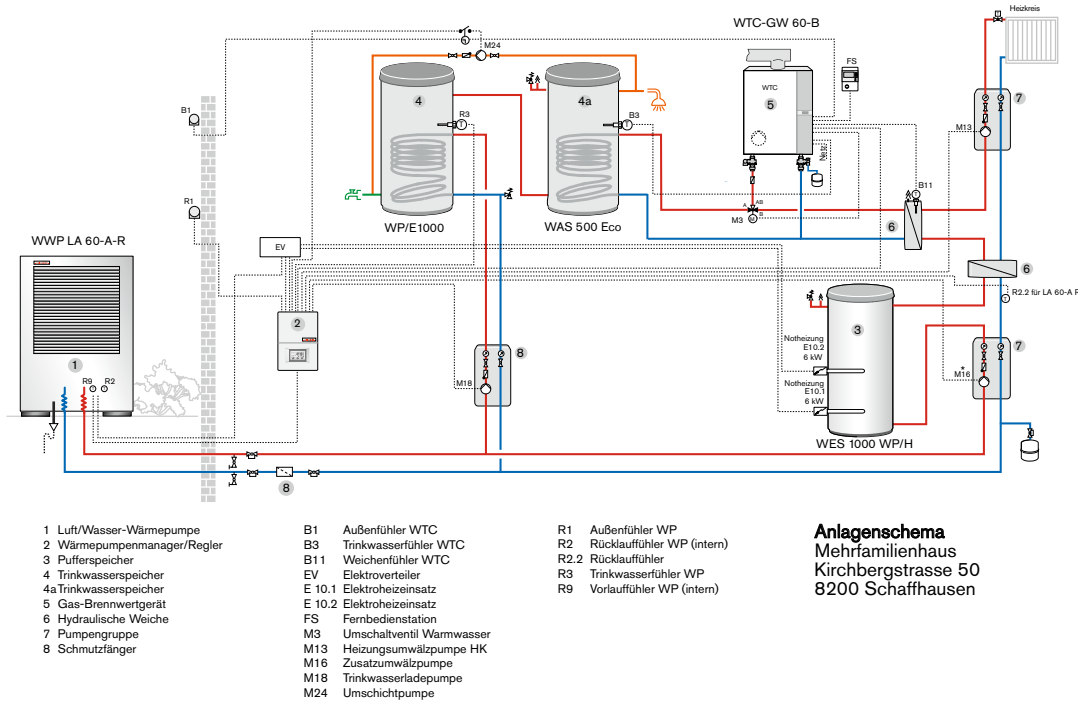 WTC-GW 60-B
Heizkreis
M24
FS
WTC
4
4a
5
7
B1
R3
B3
M13
Netz
B11
A
AB
B
M3
M
R1
WP/E1000
WAS 500 Eco
6
WWP LA 60-A-R
EV
6
R2.2 für LA 60-A R
2
3
1
8
Notheizung
E10.2
6 kW
7
R9
R2
M18
*
M16
Notheizung
E10.1
6 kW
WES 1000 WP/H
8
1 Luft/Wasser-Wärmepumpe
2 Wärmepumpenmanager/Regler
3 Pufferspeicher
4 Trinkwasserspeicher
4a Trinkwasserspeicher
5 Gas-Brennwertgerät
6 Hydraulische Weiche
7 Pumpengruppe
8 Schmutzfänger
B1 Außenfühler WTC
B3 Trinkwasserfühler WTC
B11 Weichenfühler WTC
EV Elektroverteiler
E 10.1 Elektroheizeinsatz
E 10.2 Elektroheizeinsatz
FS Fernbedienstation
M3 Umschaltventil Warmwasser
M13 Heizungsumwälzpumpe HK
M16 Zusatzumwälzpumpe
M18 Trinkwasserladepumpe
M24 Umschichtpumpe
R1 Außenfühler WP
R2 Rücklauffühler WP (intern)
R2.2 Rücklauffühler
R3 Trinkwasserfühler WP
R9 Vorlauffühler WP (intern)
Anlagenschema
Mehrfamilienhaus
Kirchbergstrasse 50
8200 Schaffhausen